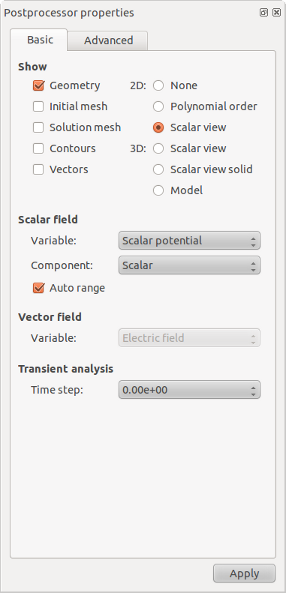 Postprocessor properties
Basic Advanced
Show
Geometry 2D: None
Initial mesh Polynomial order
Solution mesh Scalar view
Contours 3D: Scalar view
Vectors Scalar view solid
Model
Scalar field
Variable: Scalar potential
Component: Scalar
Auto range
Vector field
Variable: Electric field
Transient analysis
Time step: 0.00e+00
Apply